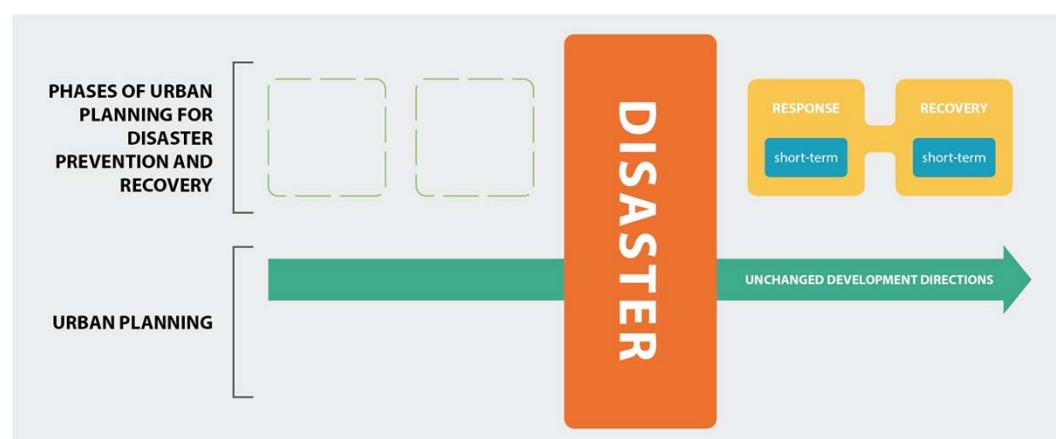 PHASES OF URBAN
PLANNING FOR
DISASTER
PREVENTION AND
RECOVERY
DISASTER
RESPONSE
short-term
RECOVERY
short-term
URBAN PLANNING
UNCHANGED DEVELOPMENT DIRECTIONS